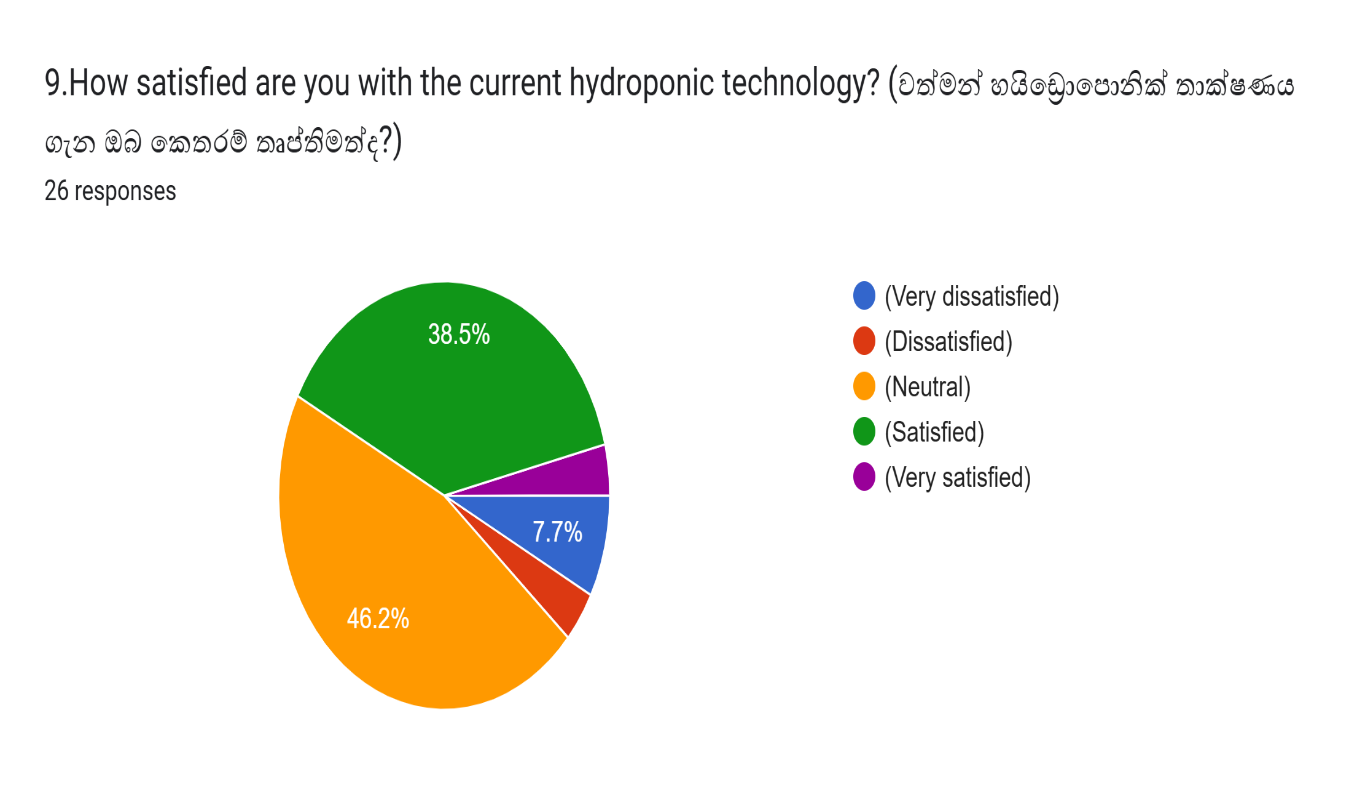 9.How satisfied are you with the current hydroponic technology? (වත්මන් හයිඩ්‍රොපොනික් තාක්ෂණය
ගැන ඔබ කෙතරම් තෘප්තිමත්ද?)
26 responses
38.5%
7.7%
46.2%
(Very dissatisfied)
(Dissatisfied)
(Neutral)
(Satisfied)
(Very satisfied)